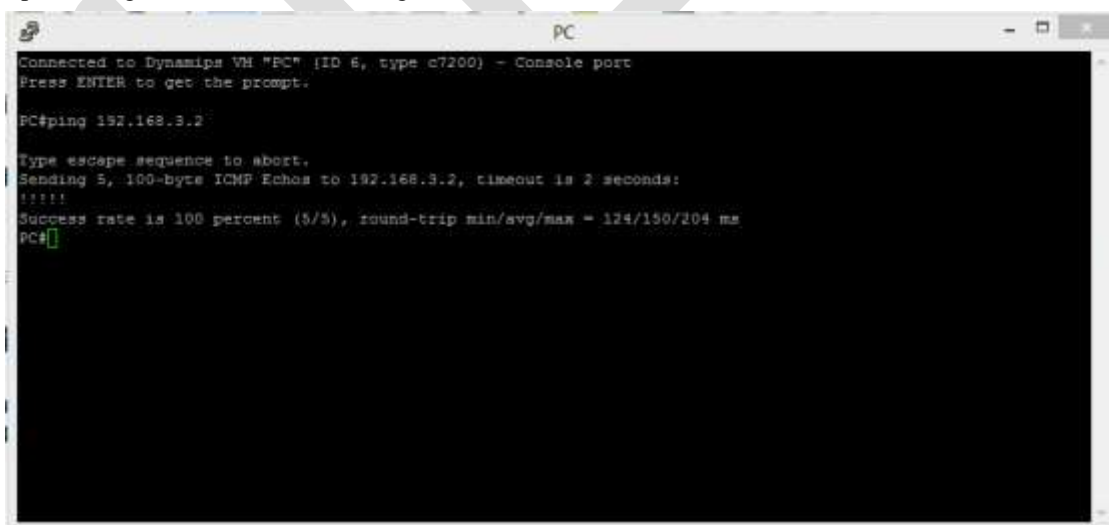 PC
Connected to Dynamips VM "PC" (ID 6, type c7200) - Console port
Press ENTER to get the prompt.
PC#ping 192.168.3.2
Type escape sequence to abort.
Sending 5, 100-byte ICMP Echos to 192.168.3.2, timeout is 2 seconds:
!!!!!
Success rate is 100 percent (5/5), round-trip min/avg/max = 124/150/204 ms
PC#